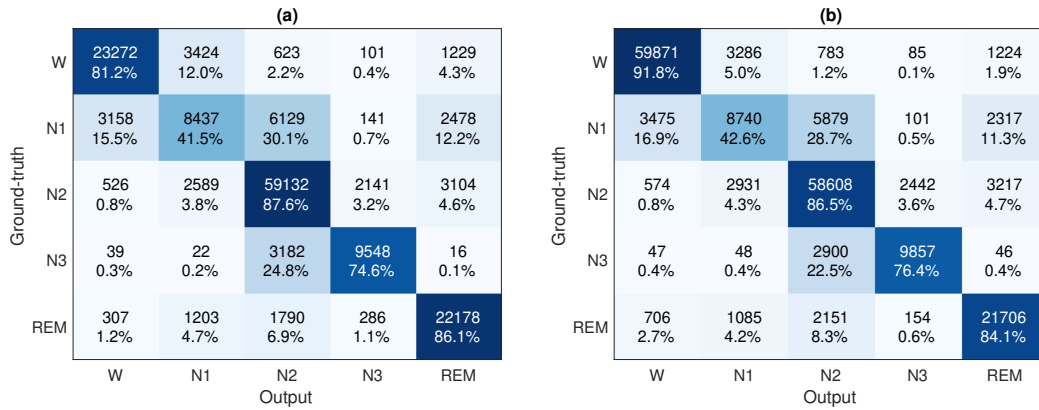 (a)
W 23272 3424 623 101 1229
81.2% 12.0% 2.2% 0.4% 4.3%
N1 3158 8437 6129 141 2478
15.5% 41.5% 30.1% 0.7% 12.2%
N2 526 2589 59132 2141 3104
0.8% 3.8% 87.6% 3.2% 4.6%
N3 39 22 3182 9548 16
0.3% 0.2% 24.8% 74.6% 0.1%
REM 307 1203 1790 286 22178
1.2% 4.7% 6.9% 1.1% 86.1%
W N1 N2 N3 REM
Output
Ground-truth
(b)
W 59871 3286 783 85 1224
91.8% 5.0% 1.2% 0.1% 1.9%
N1 3475 8740 5879 101 2317
16.9% 42.6% 28.7% 0.5% 11.3%
N2 574 2931 58608 2442 3217
0.8% 4.3% 86.5% 3.6% 4.7%
N3 47 48 2900 9857 46
0.4% 0.4% 22.5% 76.4% 0.4%
REM 706 1085 2151 154 21706
2.7% 4.2% 8.3% 0.6% 84.1%
W N1 N2 N3 REM
Output
Ground-truth